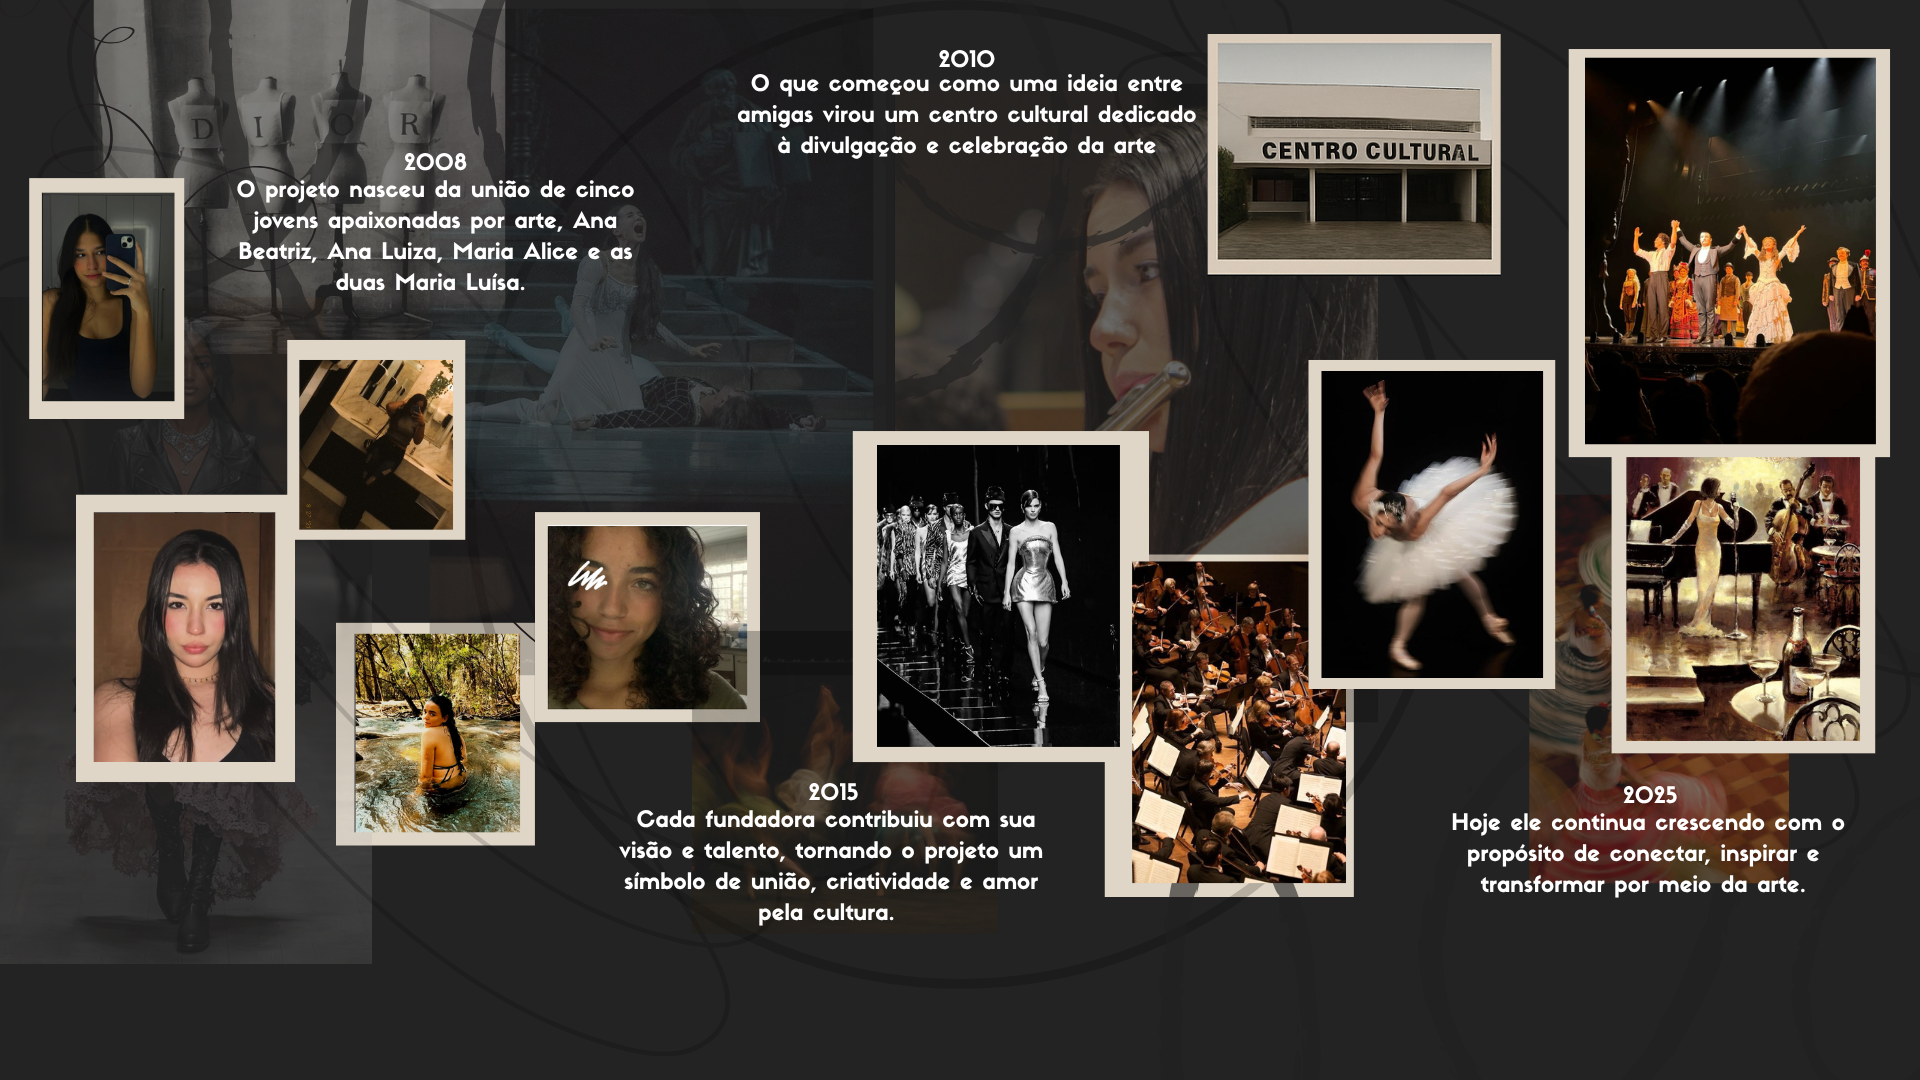 D I O R
2008
O projeto nasceu da união de cinco
jovens apaixonadas por arte, Ana
Beatriz, Ana Luiza, Maria Alice e as
duas Maria Luísa.
2010
O que começou como uma ideia entre
amigas virou um centro cultural dedicado
à divulgação e celebração da arte
CENTRO CULTURAL
2015
Cada fundadora contribuiu com sua
visão e talento, tornando o projeto um
símbolo de união, criatividade e amor
pela cultura.
2025
Hoje ele continua crescendo com o
propósito de conectar, inspirar e
transformar por meio da arte.